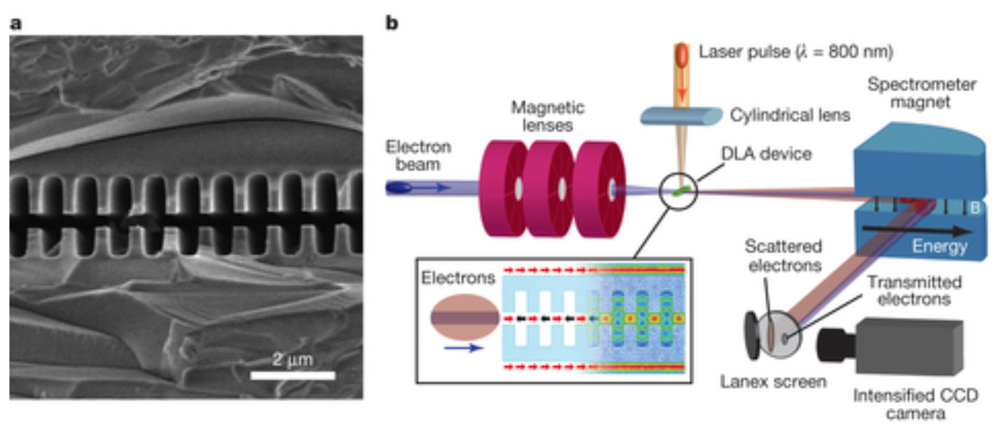 a
2 μm
b
Laser pulse (λ = 800 nm)
Spectrometer
magnet
Magnetic
lenses
Cylindrical lens
Electron
beam
DLA device
B
Energy
Scattered
electrons
Transmitted
electrons
Electrons
Lanex screen
Intensified CCD
camera